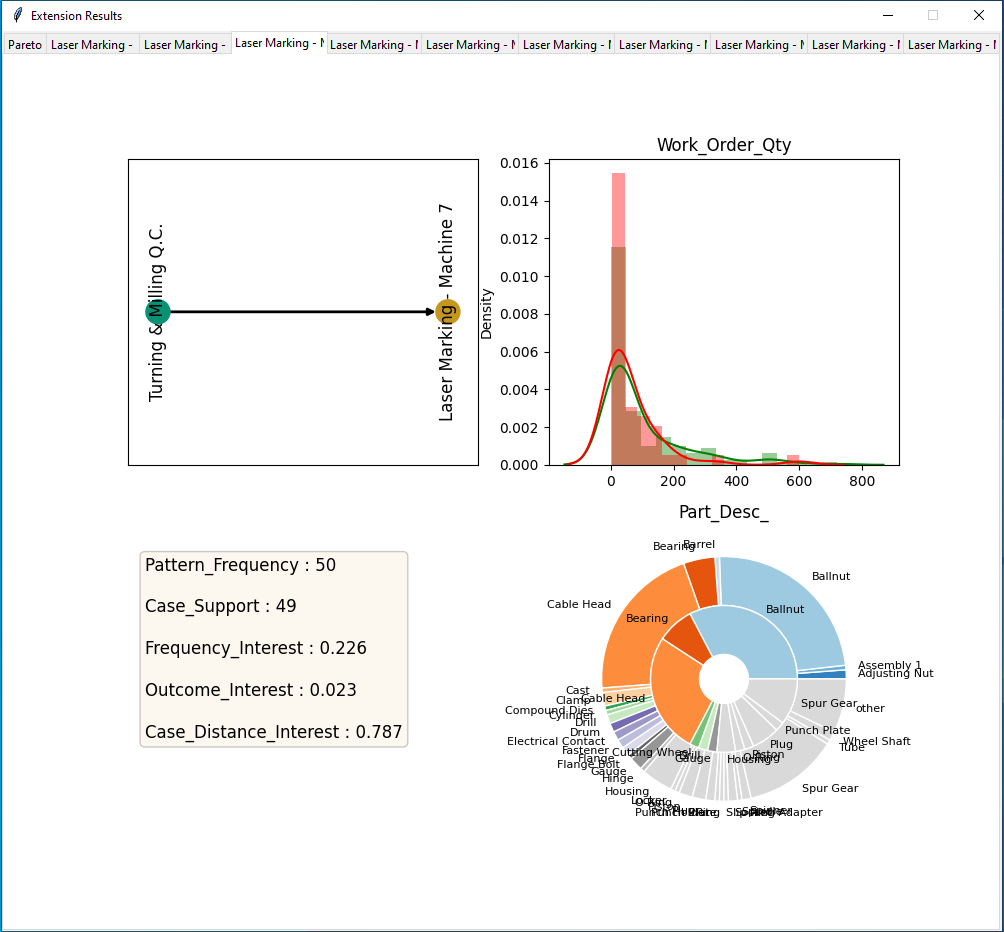 Extension Results
Pareto
Laser Marking -
Laser Marking -
Laser Marking - M
Laser Marking - M
Laser Marking - M
Laser Marking - M
Laser Marking - M
Laser Marking - M
Laser Marking - M
Laser Marking - M
Turning & Milling Q.C.
Laser Marking - Machine 7
Work_Order_Qty
Density
0.016
0.014
0.012
0.010
0.008
0.006
0.004
0.002
0.000
0
200
400
600
800
Pattern_Frequency : 50
Case_Support : 49
Frequency_Interest : 0.226
Outcome_Interest : 0.023
Case_Distance_Interest : 0.787
Part_Desc_
Barrel
Bearing
Ballnut
Cable Head
Ballnut
Bearing
Assembly 1
Adjusting Nut
Cast
Clamp
Cable Head
Compound Dies
Cylinder
Drill
Drum
Electrical Contact
Fastener
Cutting Wheel
Flange
Flange Bolt
Gauge
Hinge
Housing
Drill
Gauge
Housing
O-Ring
Piston
Plug
Punch Plate
Spur Gear
other
Wheel Shaft
Tube
Spur Gear
Piston
Adapter